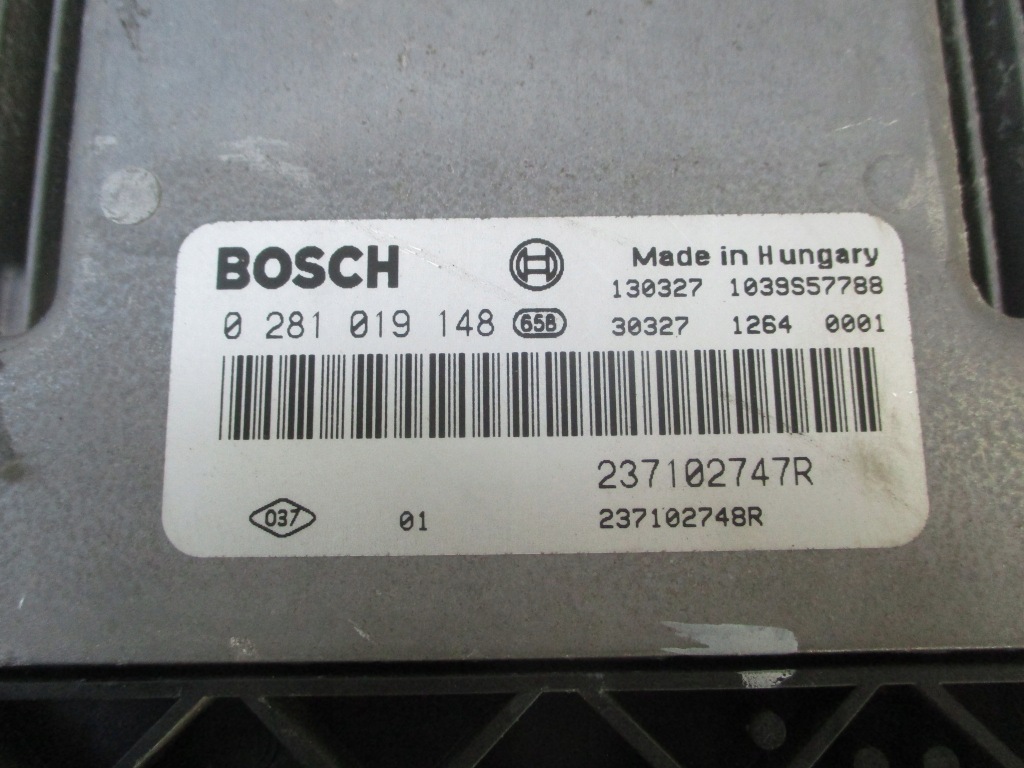 BOSCH Made in Hungary
130327 1039S57788
0 281 019 148 658 30327 1264 0001
237102747R
037 01 237102748R